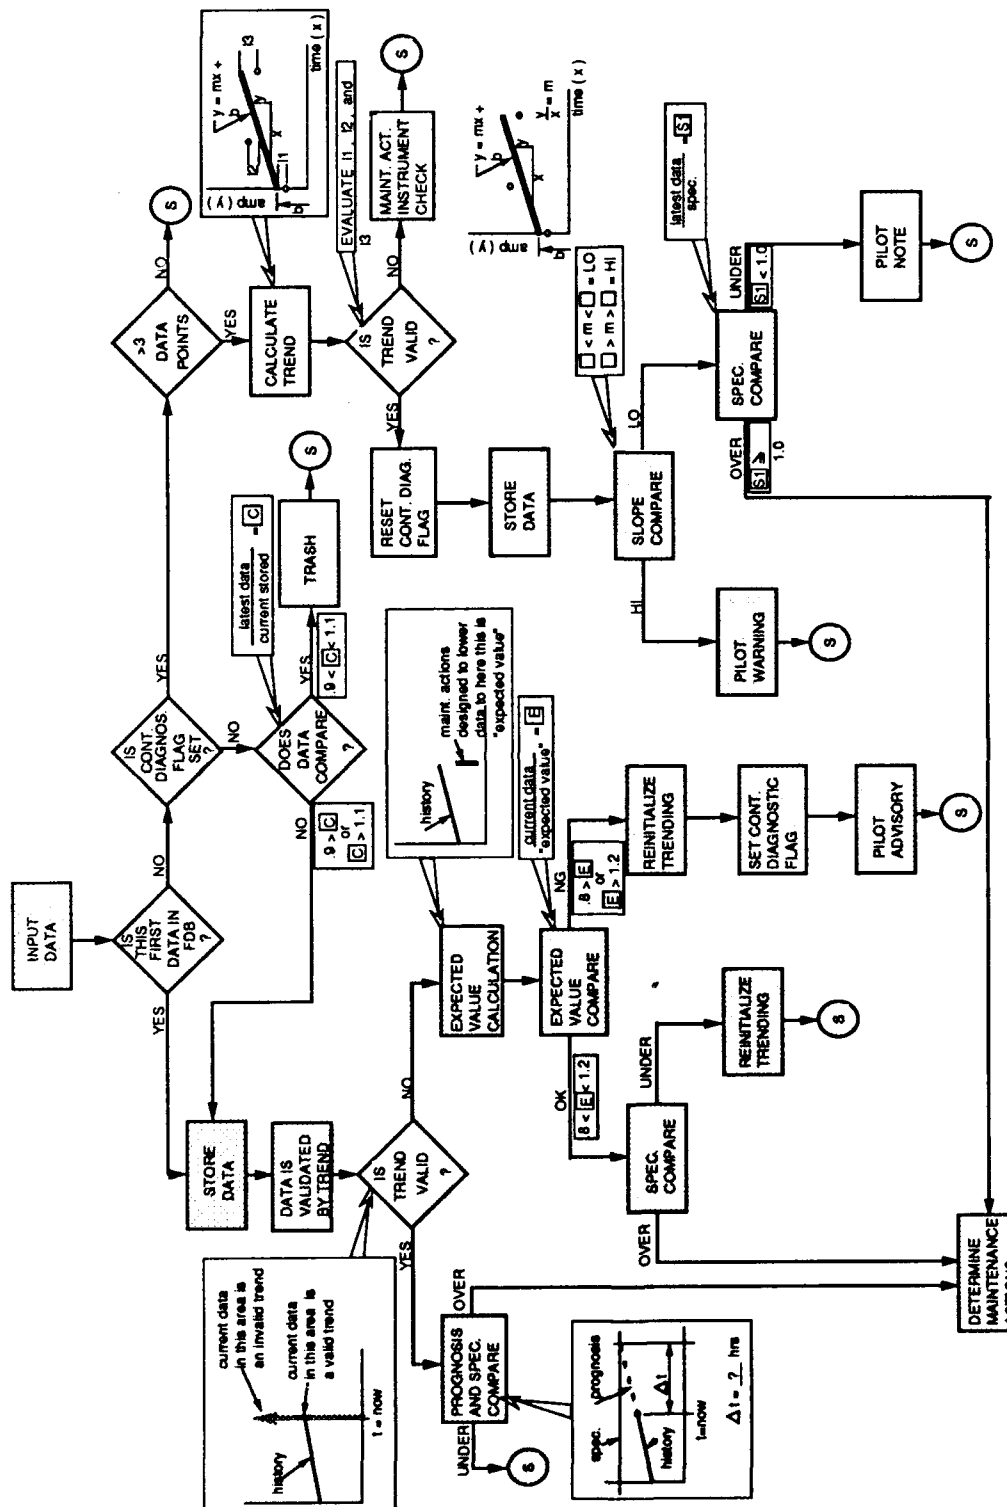 INPUT
DATA
IS
THIS
FIRST
DATA IN
FDB
?
YES
NO
IS
CONT.
DIAGNOS.
FLAG
SET
?
YES
NO
>3
DATA
POINTS
NO
S
YES
CALCULATE
TREND
y = mx +
b
amp ( y )
time ( x )
l1
l2
l3
x
y
b
IS
TREND
VALID
?
EVALUATE l1 , l2 , and
l3
NO
MAINT. ACT.
INSTRUMENT
CHECK
S
YES
RESET
CONT. DIAG.
FLAG
STORE
DATA
SLOPE
COMPARE
□ < m < □ = LO
□ > m > □ = HI
y = mx +
b
amp ( y )
y
x
y/x = m
b
time ( x )
HI
PILOT
WARNING
S
LO
SPEC.
COMPARE
latest data
spec.
= S1
UNDER
S1 < 1.0
PILOT
NOTE
S
OVER
S1 ≥
1.0
DOES
DATA
COMPARE
?
latest data
current stored
= C
YES
.9 < C < 1.1
TRASH
S
NO
.9 > C
or
C > 1.1
STORE
DATA
DATA IS
VALIDATED
BY TREND
IS
TREND
VALID
?
current data
in this area is
an invalid trend
current data
in this area is
a valid trend
history
t = now
NO
EXPECTED
VALUE
CALCULATION
history
maint. actions
designed to lower
data to here this is
"expected value"
EXPECTED
VALUE
COMPARE
current data
"expected value"
= E
NG
.8 > E
or
E > 1.2
REINITIALIZE
TRENDING
SET CONT.
DIAGNOSTIC
FLAG
PILOT
ADVISORY
S
OK
.8 < E < 1.2
SPEC.
COMPARE
UNDER
REINITIALIZE
TRENDING
S
OVER
YES
PROGNOSIS
AND SPEC.
COMPARE
OVER
UNDER
S
spec.
prognosis
history
Δt
t=now
Δt = ? hrs
DETERMINE
MAINTENANCE